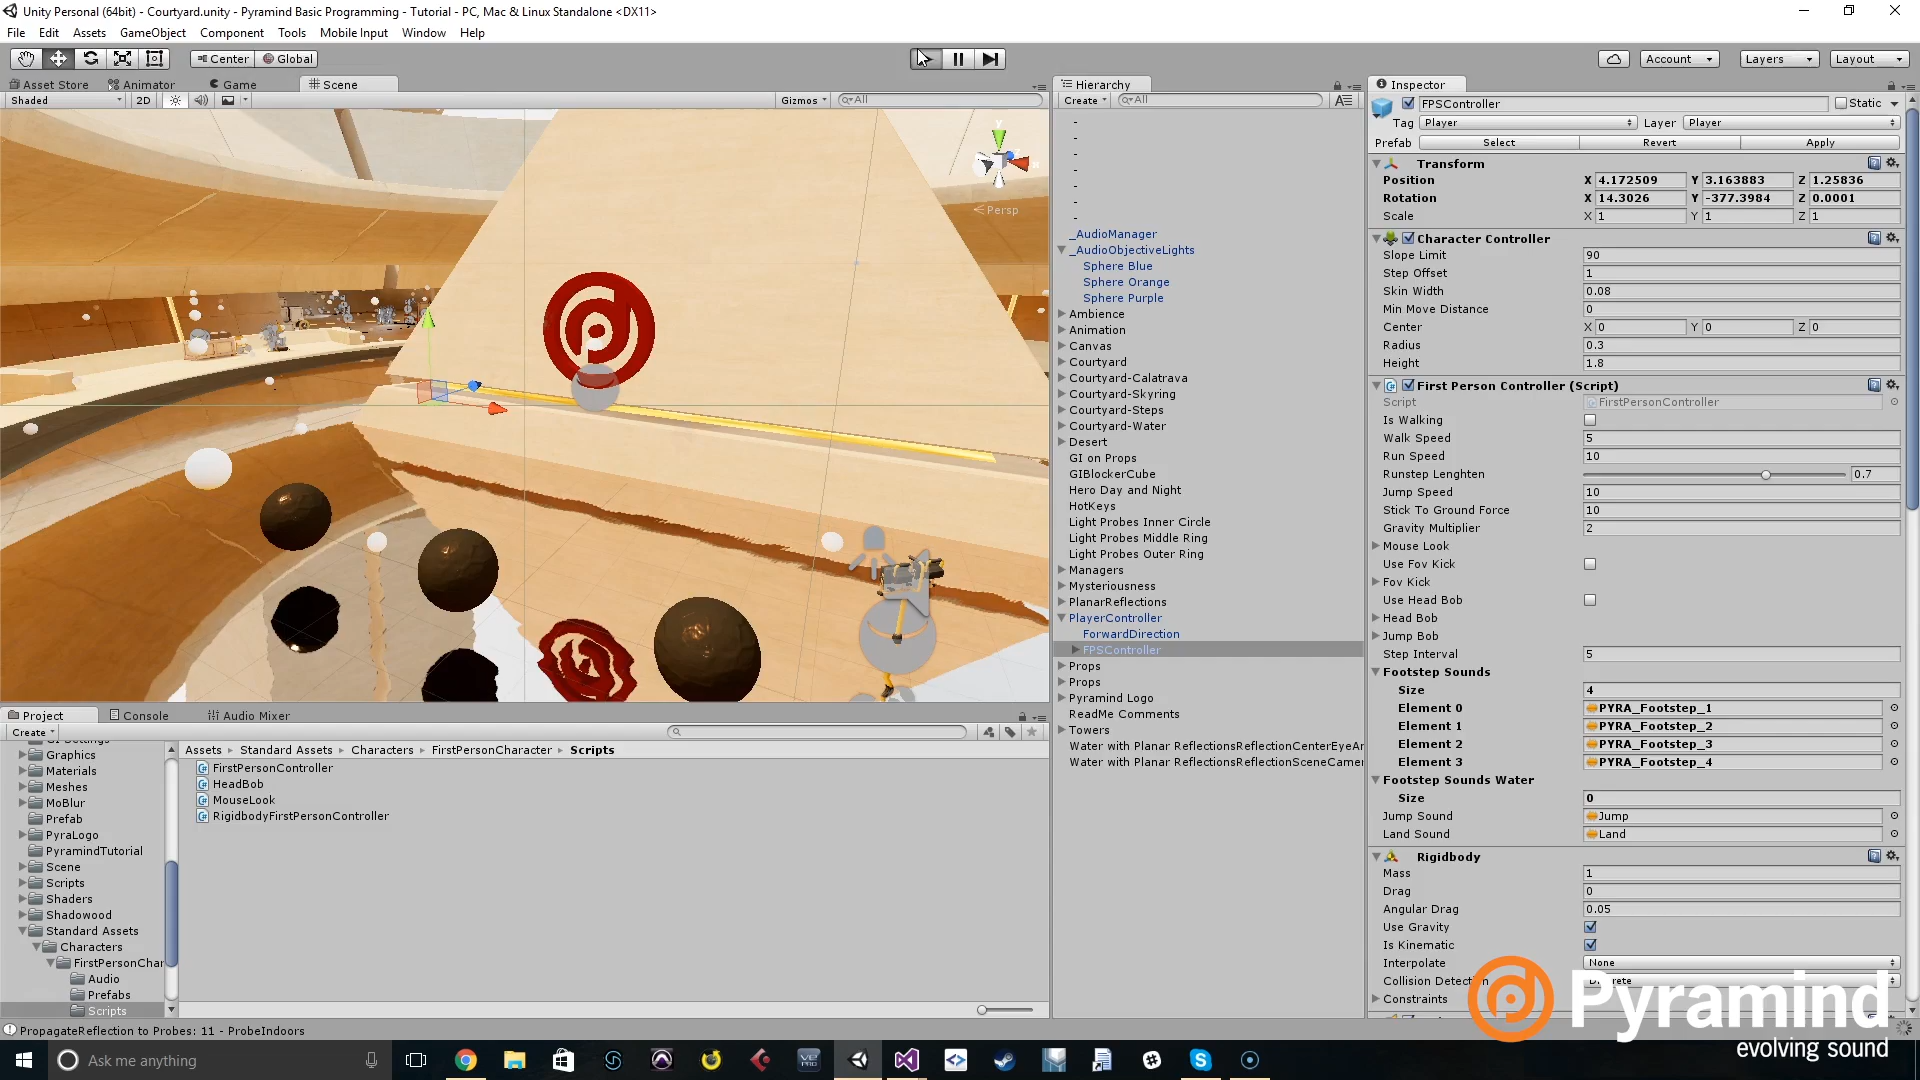 Unity Personal (64bit) - Courtyard.unity - Pyramind Basic Programming - Tutorial - PC, Mac & Linux Standalone <DX11>
File Edit Assets GameObject Component Tools Mobile Input Window Help
Center Global Account Layers Layout
Asset Store Animator Game Scene
Shaded 2D Gizmos All
y
Persp
Hierarchy
Create All
_AudioManager
_AudioObjectiveLights
Sphere Blue
Sphere Orange
Sphere Purple
Ambience
Animation
Canvas
Courtyard
Courtyard-Calatrava
Courtyard-Skyring
Courtyard-Steps
Courtyard-Water
Desert
GI on Props
GIBlockerCube
Hero Day and Night
HotKeys
Light Probes Inner Circle
Light Probes Middle Ring
Light Probes Outer Ring
Managers
Mysteriousness
PlanarReflections
PlayerController
ForwardDirection
FPSController
Props
Props
Pyramind Logo
ReadMe Comments
Towers
Water with Planar ReflectionsReflectionCenterEyeAr
Water with Planar ReflectionsReflectionSceneCamer
Inspector
FPSController Static
Tag Player Layer Player
Prefab Select Revert Apply
Transform
Position X 4.172509 Y 3.163883 Z 1.25836
Rotation X 14.3026 Y -377.3984 Z 0.0001
Scale X 1 Y 1 Z 1
Character Controller
Slope Limit 90
Step Offset 1
Skin Width 0.08
Min Move Distance 0
Center X 0 Y 0 Z 0
Radius 0.3
Height 1.8
First Person Controller (Script)
Script FirstPersonController
Is Walking
Walk Speed 5
Run Speed 10
Runstep Lenghten 0.7
Jump Speed 10
Stick To Ground Force 10
Gravity Multiplier 2
Mouse Look
Use Fov Kick
Fov Kick
Use Head Bob
Head Bob
Jump Bob
Step Interval 5
Footstep Sounds
Size 4
Element 0 PYRA_Footstep_1
Element 1 PYRA_Footstep_2
Element 2 PYRA_Footstep_3
Element 3 PYRA_Footstep_4
Footstep Sounds Water
Size 0
Jump Sound Jump
Land Sound Land
Rigidbody
Mass 1
Drag 0
Angular Drag 0.05
Use Gravity
Is Kinematic
Interpolate None
Collision Detection Discrete
Constraints
Project Console Audio Mixer
Create
Graphics
Materials
Meshes
MoBlur
Prefab
PyraLogo
PyramindTutorial
Scene
Scripts
Shaders
Shadowood
Standard Assets
Characters
FirstPersonChar
Audio
Prefabs
Scripts
Assets Standard Assets Characters FirstPersonCharacter Scripts
FirstPersonController
HeadBob
MouseLook
RigidbodyFirstPersonController
PropagateReflection to Probes: 11 - ProbeIndoors
Pyramind
evolving sound
Ask me anything